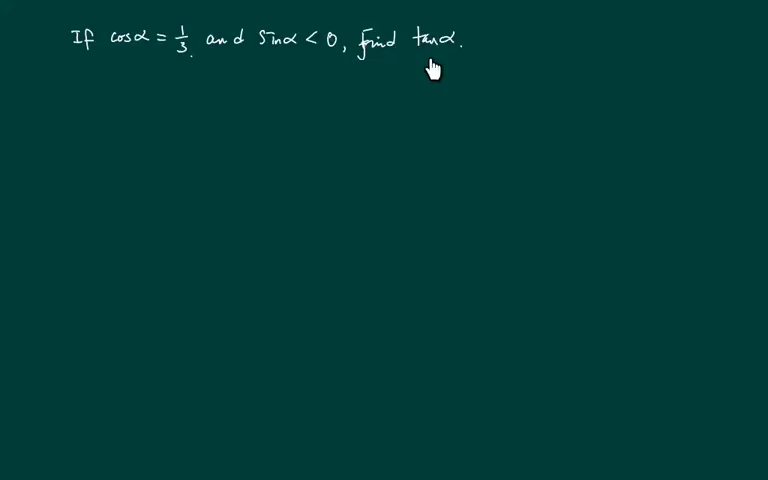 If cosα = 1/3 and sinα < 0, find tanα.